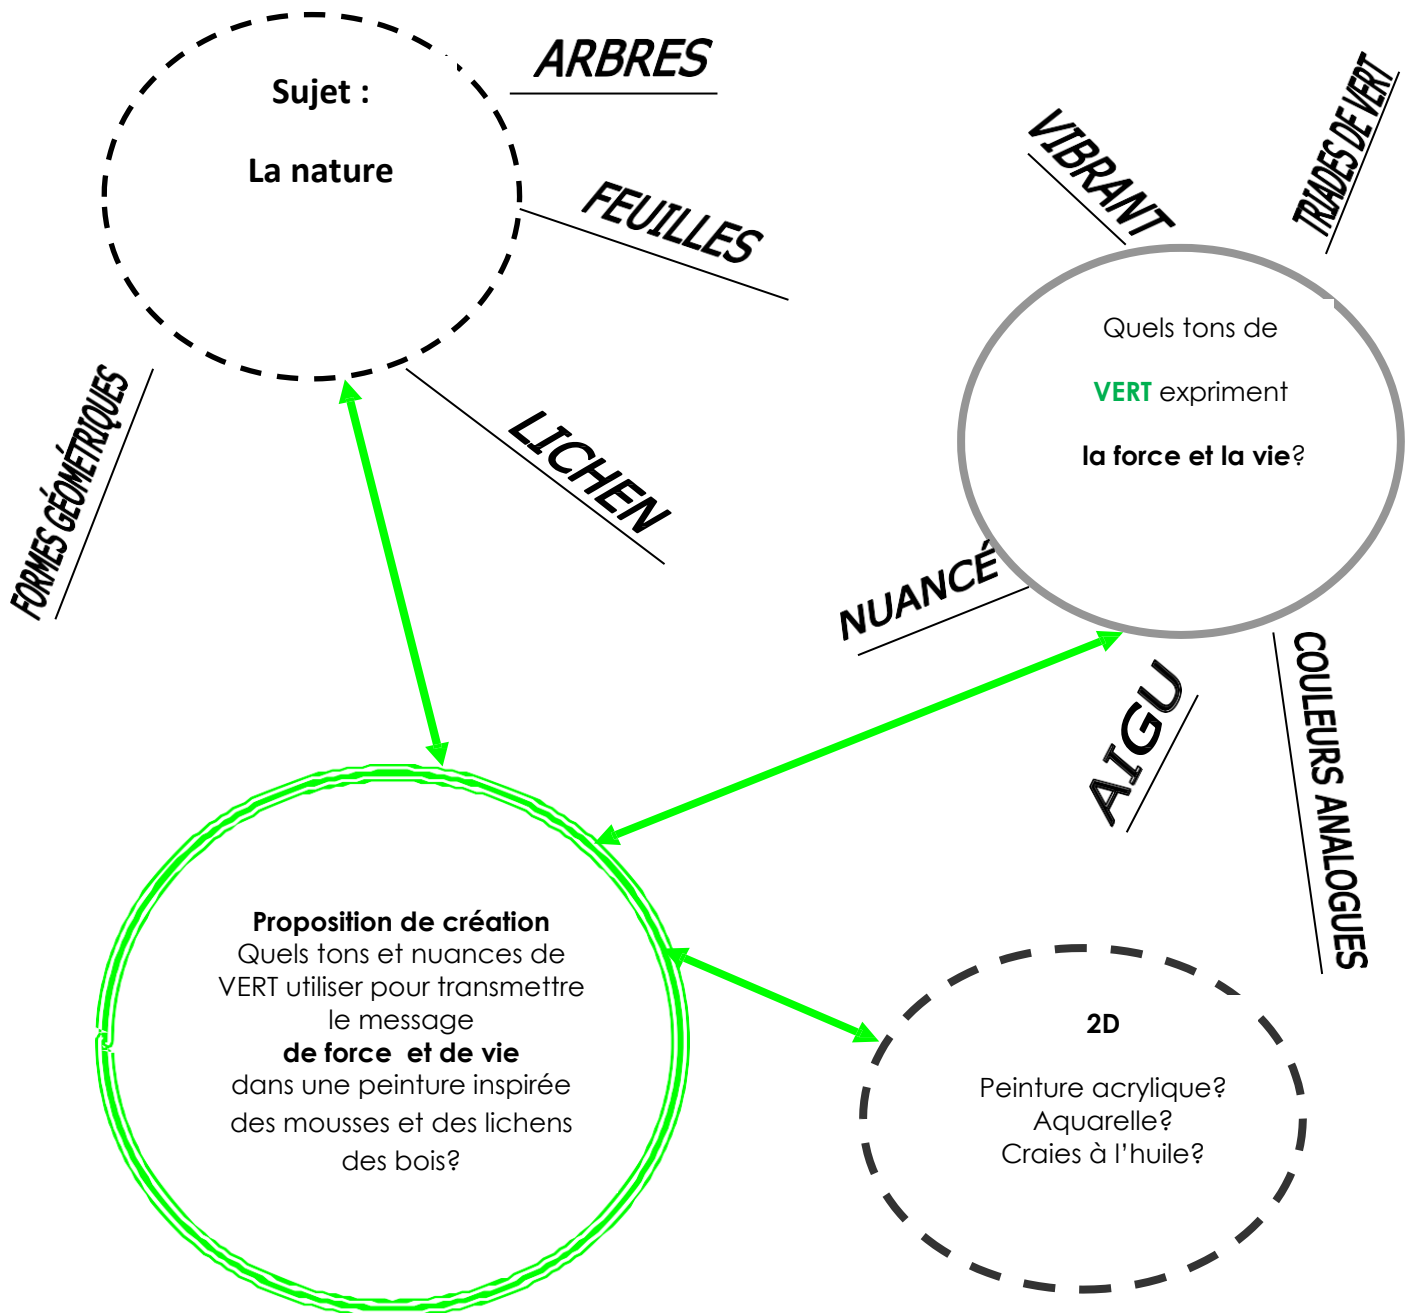 Sujet :
La nature
ARBRES
FEUILLES
LICHEN
FORMES GÉOMÉTRIQUES
VIBRANT
TRIADES DE VERT
Quels tons de
VERT expriment
la force et la vie?
NUANCÉ
AIGU
COULEURS ANALOGUES
Proposition de création
Quels tons et nuances de
VERT utiliser pour transmettre
le message
de force et de vie
dans une peinture inspirée
des mousses et des lichens
des bois?
2D
Peinture acrylique?
Aquarelle?
Craies à l'huile?